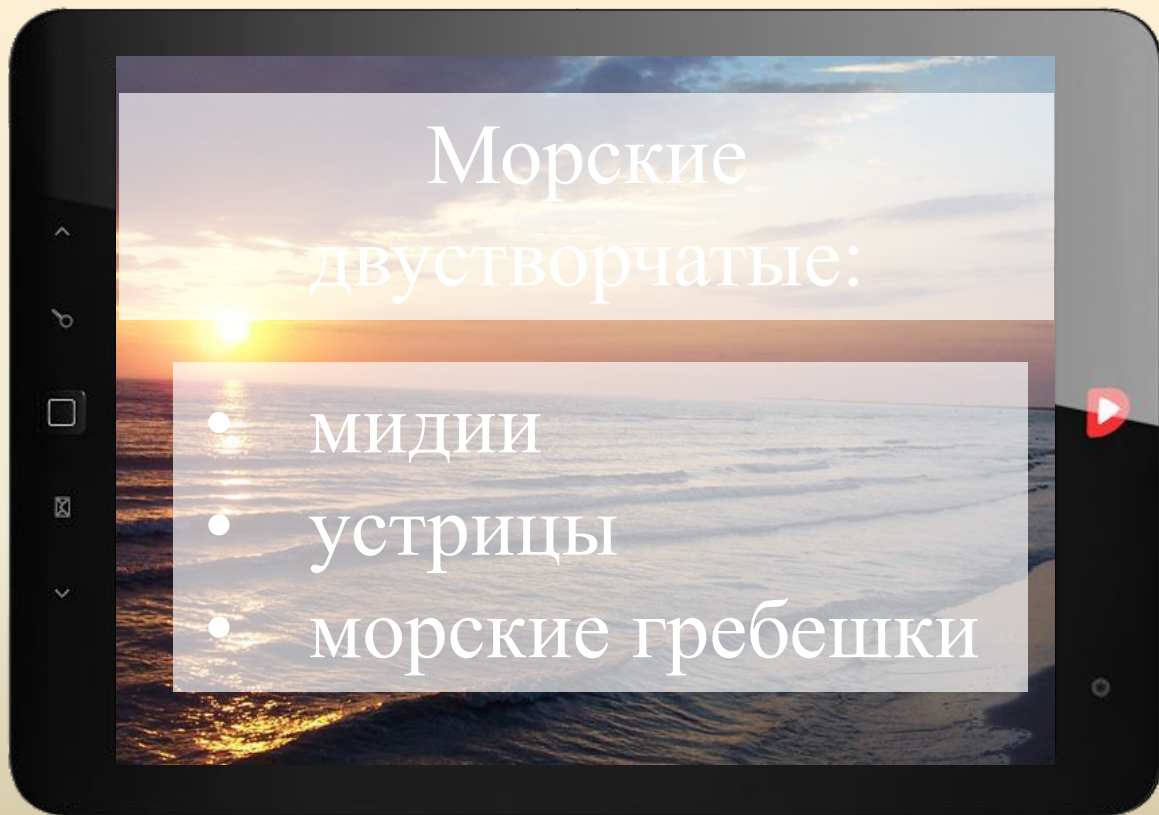 Морские
двустворчатые:
• мидии
• устрицы
• морские гребешки